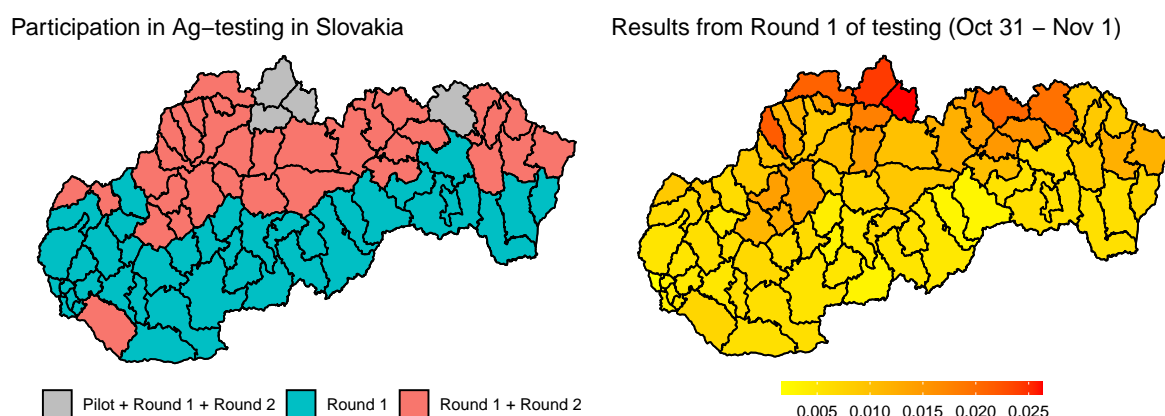 Participation in Ag−testing in Slovakia
Results from Round 1 of testing (Oct 31 − Nov 1)
Pilot + Round 1 + Round 2
Round 1
Round 1 + Round 2
0.005 0.010 0.015 0.020 0.025